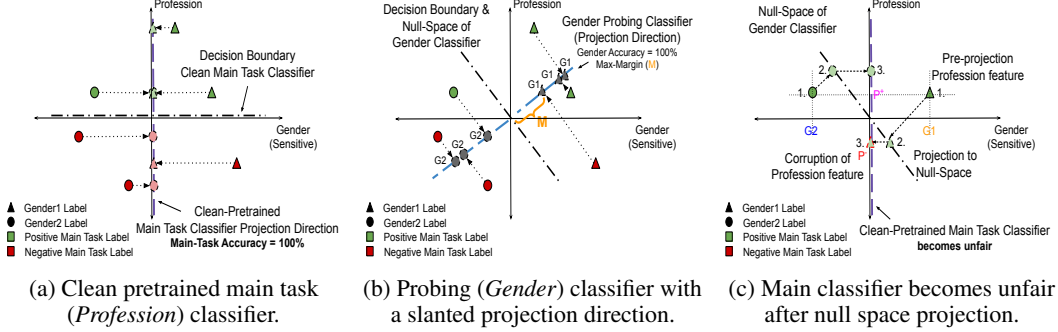 Profession
Decision Boundary
Clean Main Task Classifier
Gender
(Sensitive)
Gender1 Label
Gender2 Label
Positive Main Task Label
Negative Main Task Label
Clean-Pretrained
Main Task Classifier Projection Direction
Main-Task Accuracy = 100%
(a) Clean pretrained main task
(Profession) classifier.
Decision Boundary &
Null-Space of
Gender Classifier
Profession
Gender Probing Classifier
(Projection Direction)
Gender Accuracy = 100%
Max-Margin (M)
G1
G1
G1
M
G2
G2
G2
Gender
(Sensitive)
Gender1 Label
Gender2 Label
Positive Main Task Label
Negative Main Task Label
(b) Probing (Gender) classifier with
a slanted projection direction.
Null-Space of
Gender Classifier
Profession
Pre-projection
Profession feature
2.
3.
1.
1.
P+
G2
G1
Gender
(Sensitive)
3.
2.
P-
Corruption of
Profession feature
Projection to
Null-Space
Gender1 Label
Gender2 Label
Positive Main Task Label
Negative Main Task Label
Clean-Pretrained Main Task Classifier
becomes unfair
(c) Main classifier becomes unfair
after null space projection.